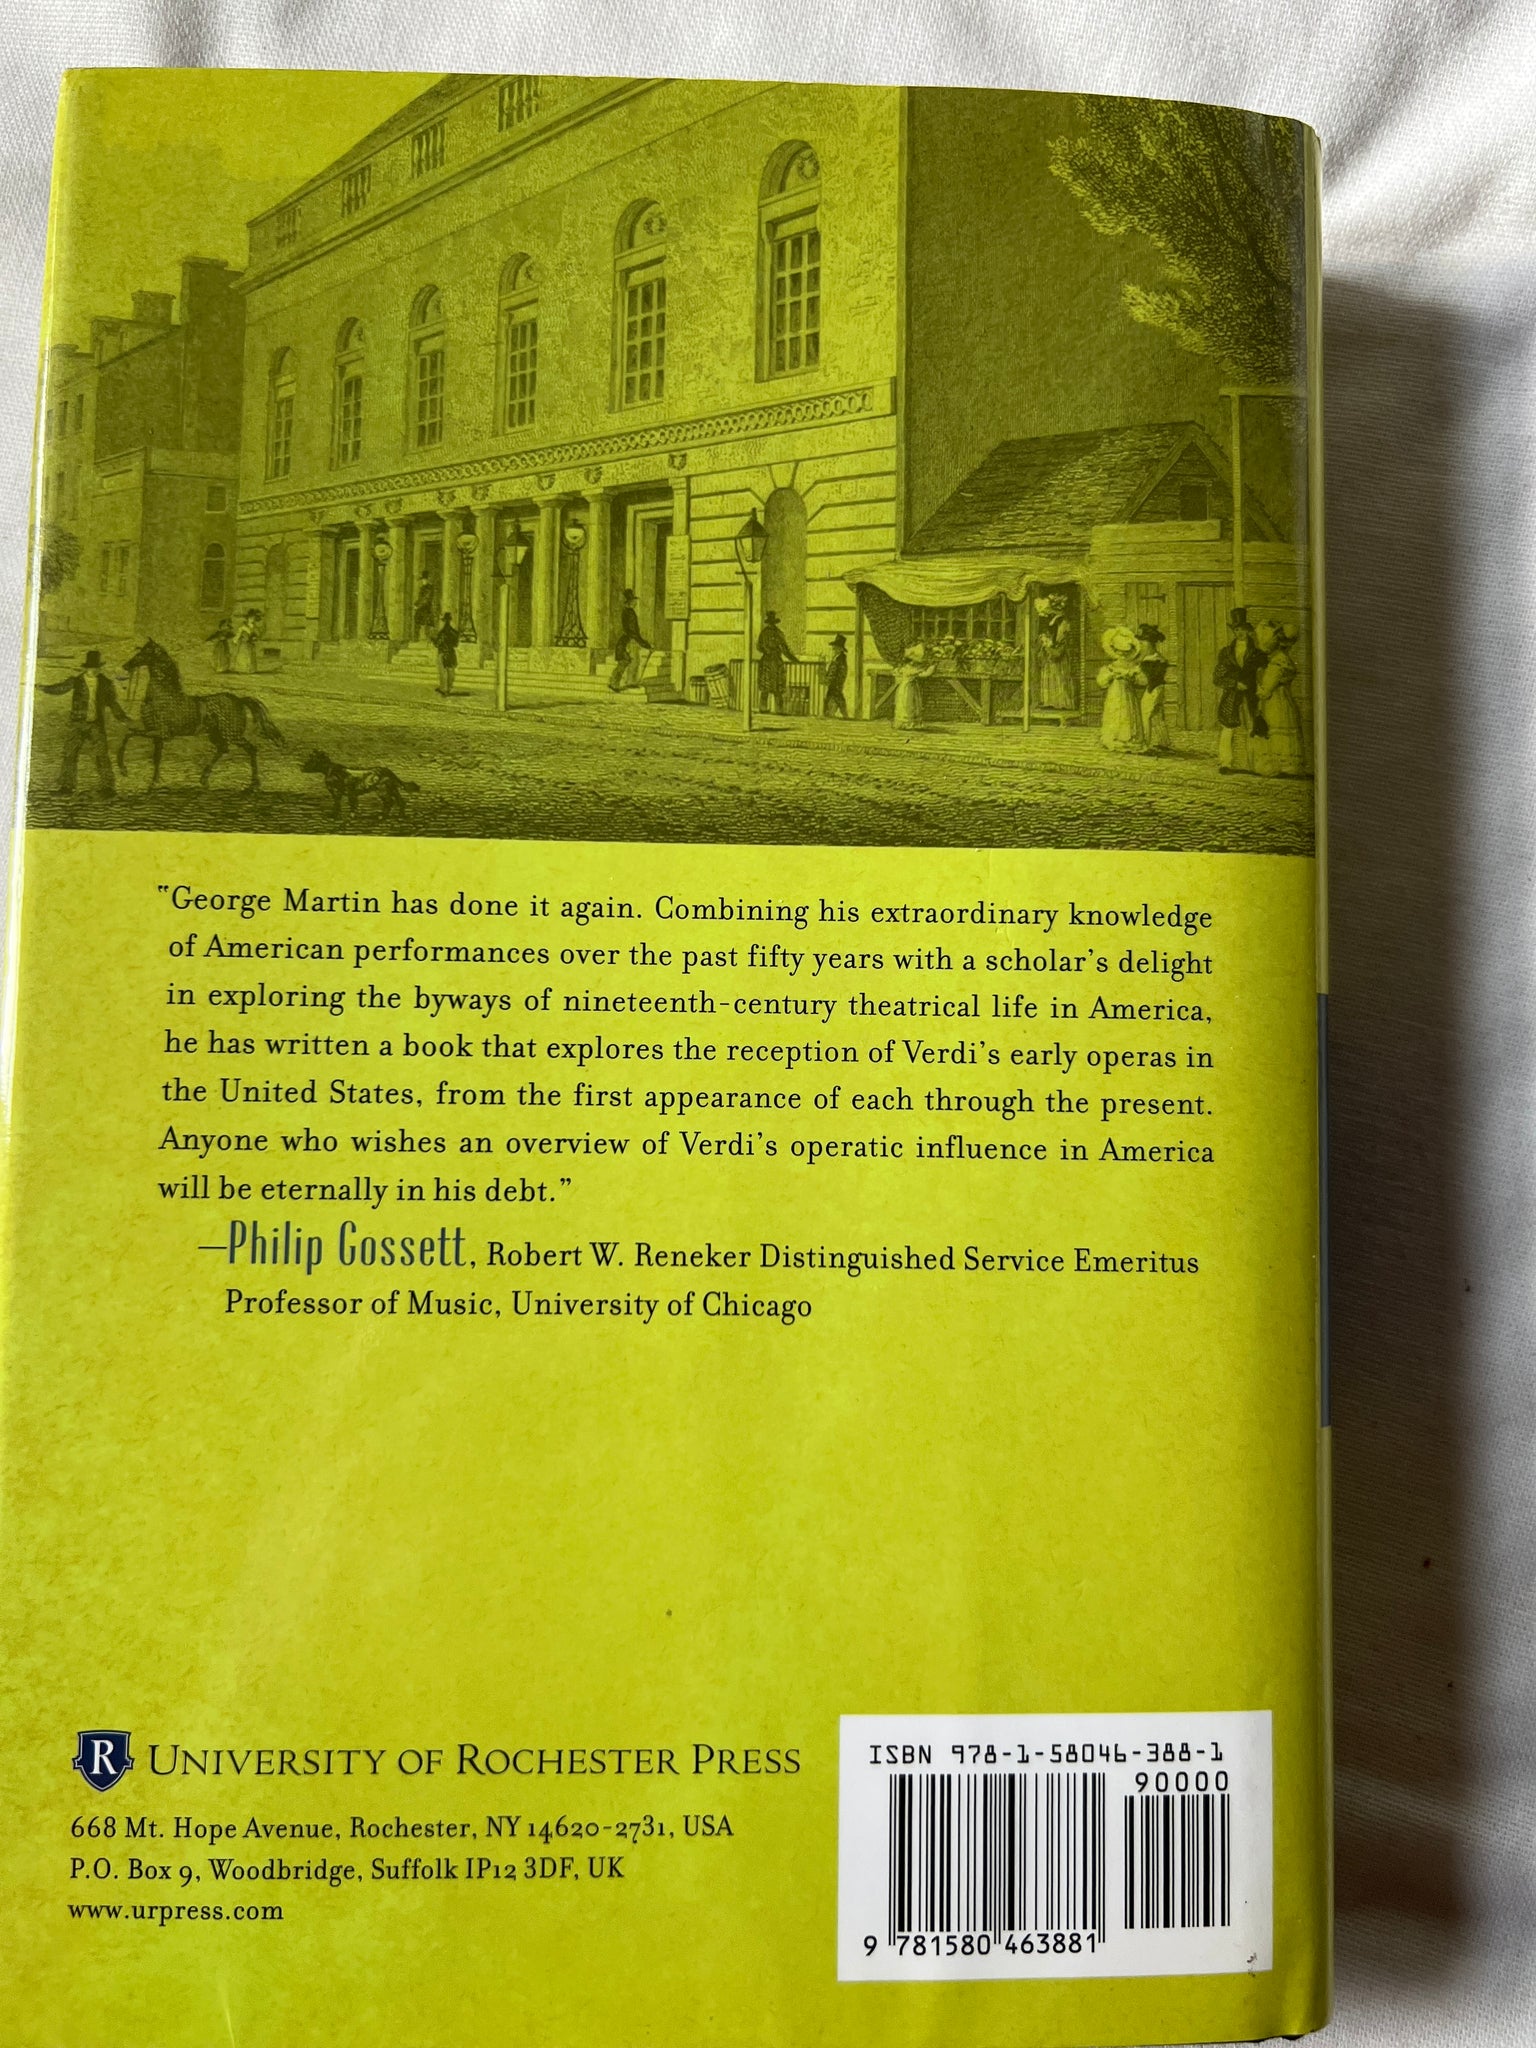 "George Martin has done it again. Combining his extraordinary knowledge
of American performances over the past fifty years with a scholar's delight
in exploring the byways of nineteenth-century theatrical life in America,
he has written a book that explores the reception of Verdi's early operas in
the United States, from the first appearance of each through the present.
Anyone who wishes an overview of Verdi's operatic influence in America
will be eternally in his debt."
—Philip Gossett, Robert W. Reneker Distinguished Service Emeritus
Professor of Music, University of Chicago
R UNIVERSITY OF ROCHESTER PRESS
668 Mt. Hope Avenue, Rochester, NY 14620-2731, USA
P.O. Box 9, Woodbridge, Suffolk IP12 3DF, UK
www.urpress.com
ISBN 978-1-58046-388-1
90000
9 781580 463881